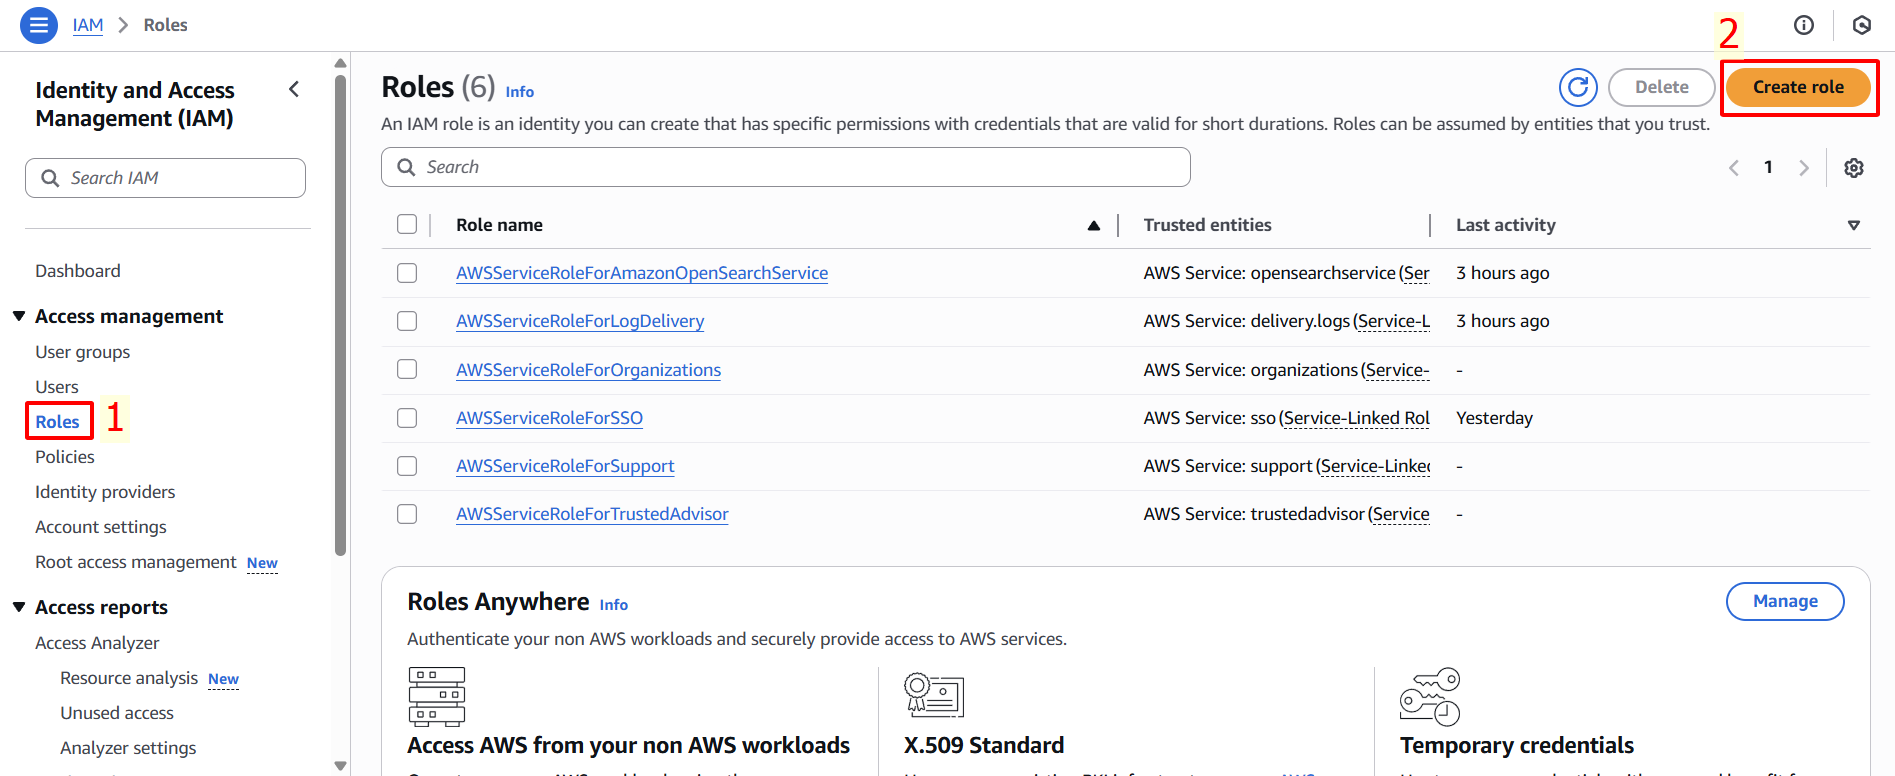 IAM > Roles
2
Identity and Access
Management (IAM)
Search IAM
Dashboard
Access management
User groups
Users
Roles 1
Policies
Identity providers
Account settings
Root access management New
Access reports
Access Analyzer
Resource analysis New
Unused access
Analyzer settings
Roles (6) Info
Delete
Create role
An IAM role is an identity you can create that has specific permissions with credentials that are valid for short durations. Roles can be assumed by entities that you trust.
Search
1
Role name Trusted entities Last activity
AWSServiceRoleForAmazonOpenSearchService AWS Service: opensearchservice (Ser 3 hours ago
AWSServiceRoleForLogDelivery AWS Service: delivery.logs (Service-L 3 hours ago
AWSServiceRoleForOrganizations AWS Service: organizations (Service- -
AWSServiceRoleForSSO AWS Service: sso (Service-Linked Rol Yesterday
AWSServiceRoleForSupport AWS Service: support (Service-Linked -
AWSServiceRoleForTrustedAdvisor AWS Service: trustedadvisor (Service -
Roles Anywhere Info
Manage
Authenticate your non AWS workloads and securely provide access to AWS services.
Access AWS from your non AWS workloads
X.509 Standard
Temporary credentials